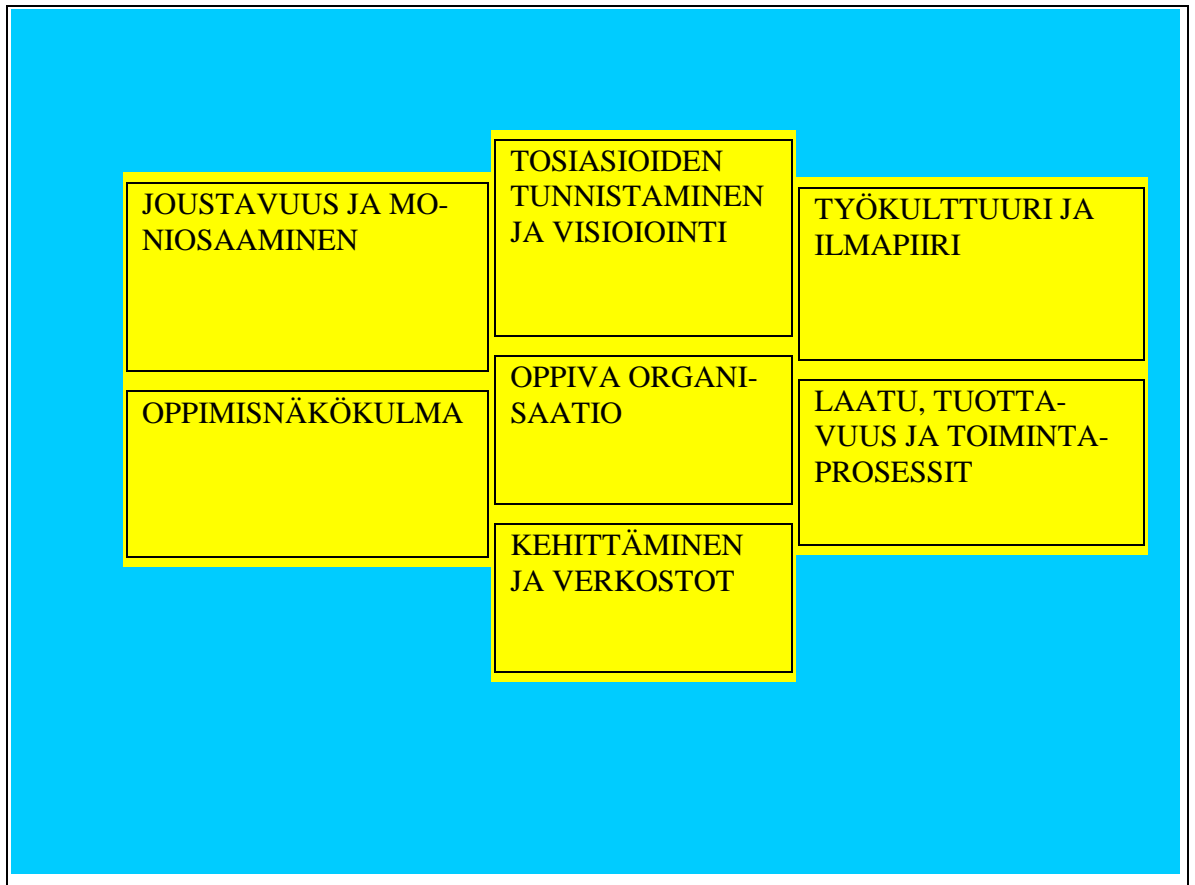 JOUSTAVUUS JA MO-
NIOSAAMINEN
OPPIMISNÄKÖKULMA
TOSIASIOIDEN
TUNNISTAMINEN
JA VISIOIOINTI
OPPIVA ORGANI-
SAATIO
KEHITTÄMINEN
JA VERKOSTOT
TYÖKULTTUURI JA
ILMAPIIRI
LAATU, TUOTTA-
VUUS JA TOIMINTA-
PROSESSIT